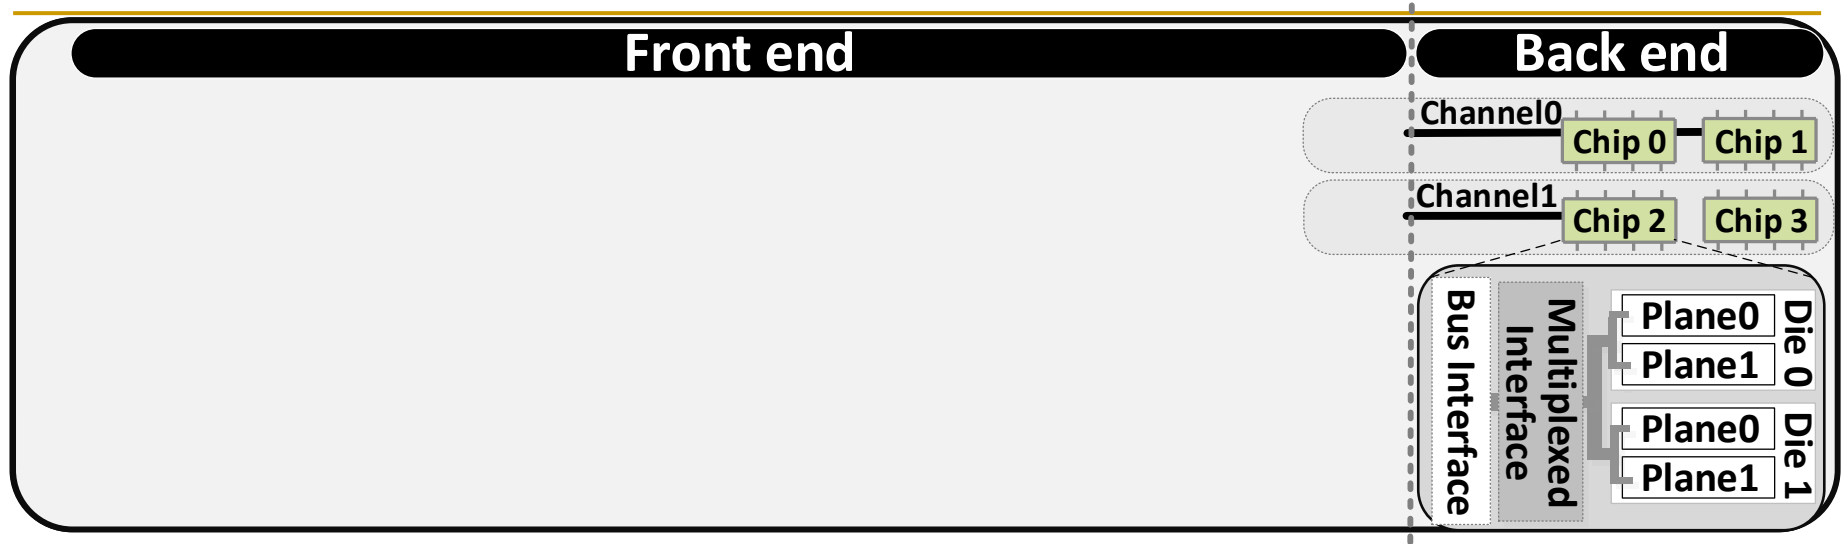 Front end
Back end
Channel0
Chip 0
Chip 1
Channel1
Chip 2
Chip 3
Bus Interface
Multiplexed
Interface
Plane0
Plane1
Die 0
Plane0
Plane1
Die 1